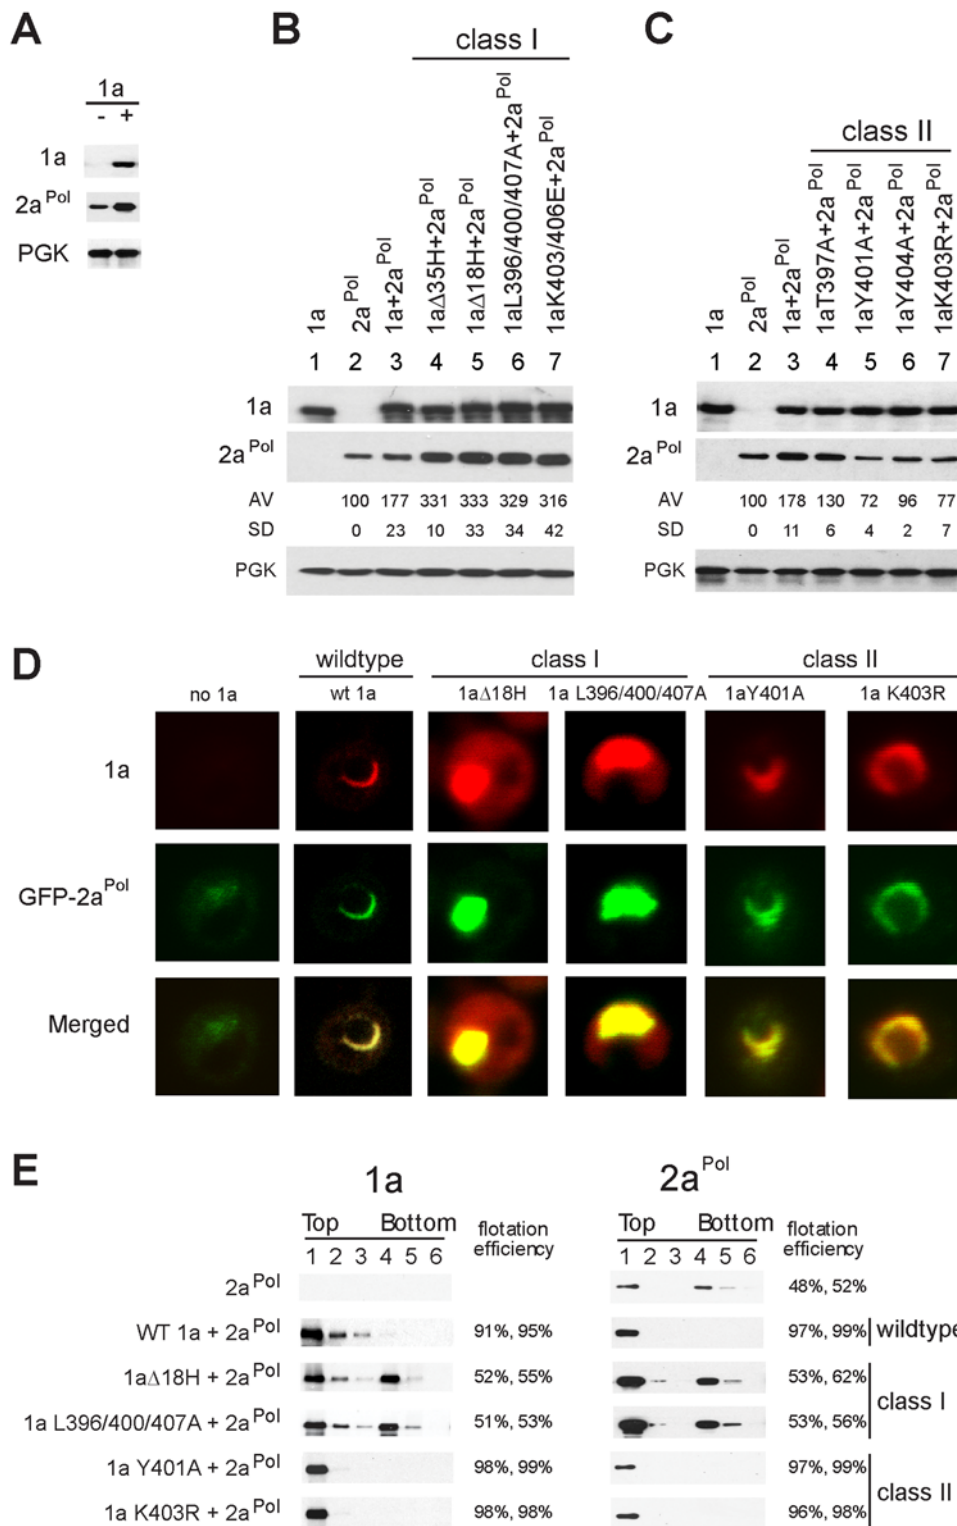 A
1a
- +
1a
2a Pol
PGK
B
class I
1a
2a Pol
1a+2a Pol
1aΔ35H+2a Pol
1aΔ18H+2a Pol
1aL396/400/407A+2a Pol
1aK403/406E+2a Pol
1 2 3 4 5 6 7
1a
2a Pol
AV 100 177 331 333 329 316
SD 0 23 10 33 34 42
PGK
C
class II
1a
2a Pol
1a+2a Pol
1aT397A+2a Pol
1aY401A+2a Pol
1aY404A+2a Pol
1aK403R+2a Pol
1 2 3 4 5 6 7
1a
2a Pol
AV 100 178 130 72 96 77
SD 0 11 6 4 2 7
PGK
D
wildtype class I class II
no 1a wt 1a 1aΔ18H 1a L396/400/407A 1aY401A 1a K403R
1a
GFP-2a Pol
Merged
E
1a 2a Pol
Top Bottom flotation efficiency Top Bottom flotation efficiency
1 2 3 4 5 6 1 2 3 4 5 6
2a Pol 48%, 52%
WT 1a + 2a Pol 91%, 95% 97%, 99% wildtype
1aΔ18H + 2a Pol 52%, 55% 53%, 62%
class I
1a L396/400/407A + 2a Pol 51%, 53% 53%, 56%
1a Y401A + 2a Pol 98%, 99% 97%, 99%
class II
1a K403R + 2a Pol 98%, 98% 96%, 98%